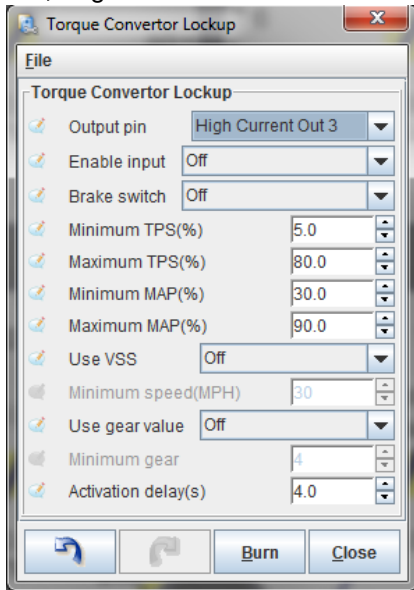 Torque Convertor Lockup
File
Torque Convertor Lockup
Output pin High Current Out 3
Enable input Off
Brake switch Off
Minimum TPS(%) 5.0
Maximum TPS(%) 80.0
Minimum MAP(%) 30.0
Maximum MAP(%) 90.0
Use VSS Off
Minimum speed(MPH) 30
Use gear value Off
Minimum gear 4
Activation delay(s) 4.0
Burn Close